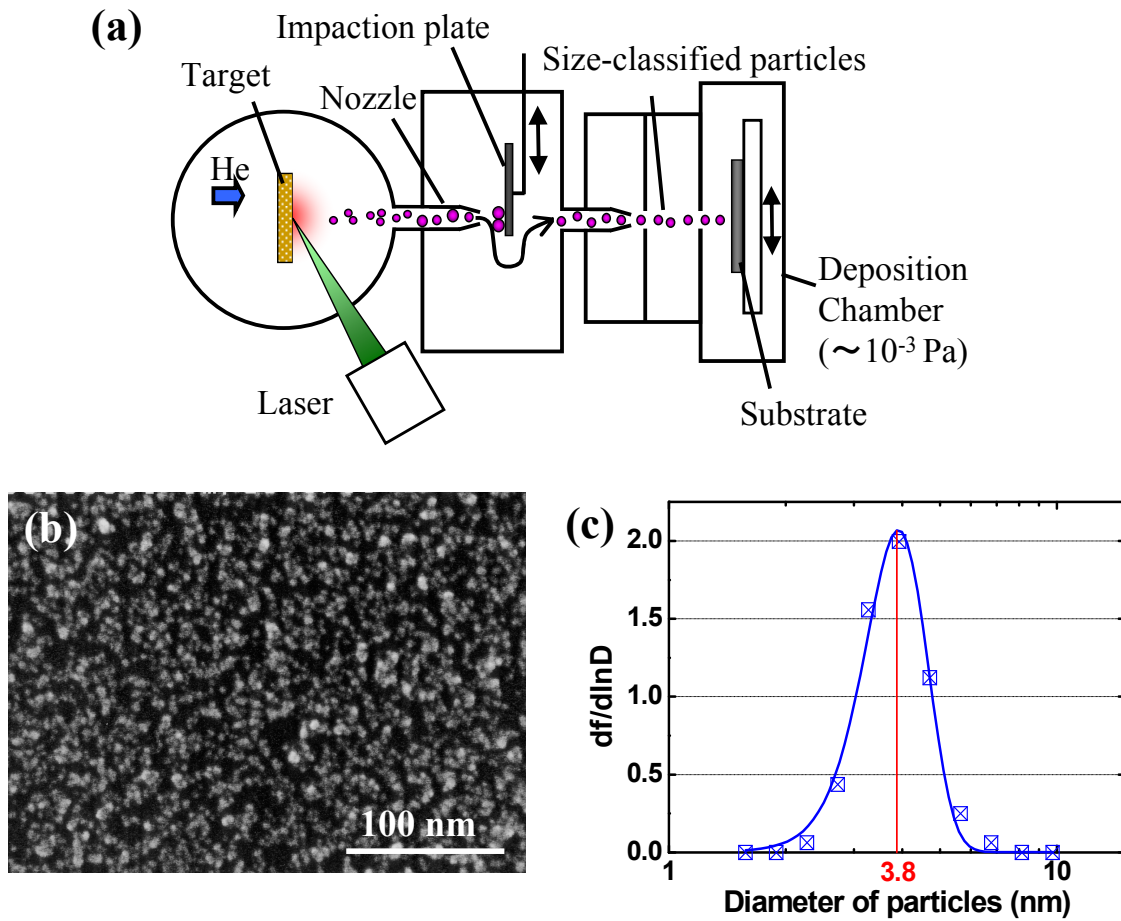 (a)
Impaction plate
Size-classified particles
Target
Nozzle
He
Deposition
Chamber
(～10-3 Pa)
Laser
Substrate
(b)
100 nm
(c)
2.0
1.5
1.0
0.5
0.0
df/dlnD
1
3.8
10
Diameter of particles (nm)